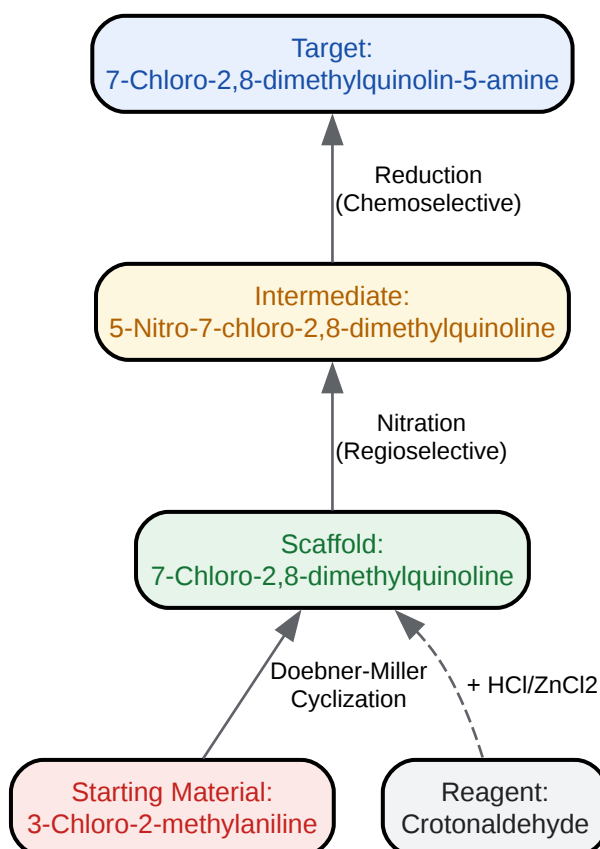 Target:
7-Chloro-2,8-dimethylquinolin-5-amine
Reduction
(Chemoselective)
Intermediate:
5-Nitro-7-chloro-2,8-dimethylquinoline
Nitration
(Regioselective)
Scaffold:
7-Chloro-2,8-dimethylquinoline
Doebner-Miller
Cyclization
+ HCl/ZnCl2
Starting Material:
3-Chloro-2-methylaniline
Reagent:
Crotonaldehyde